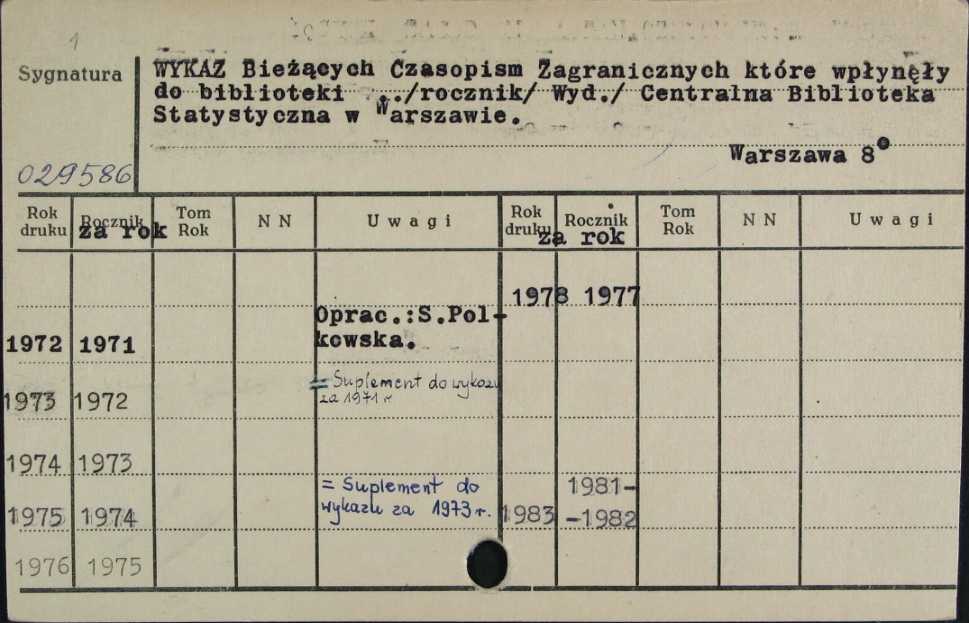 1
Sygnatura
WYKAZ Bieżących Czasopism Zagranicznych które wpłynęły
do biblioteki ../rocznik/ Wyd./ Centralna Biblioteka
Statystyczna w Warszawie.
Warszawa 8°
029586
Rok druku Rocznik Tom Rok NN Uwagi Rok druku Rocznik Tom Rok NN Uwagi
za rok za rok
1978 1977
Oprac.:S.Pol-
1972 1971 kowska.
= Suplement do wykazu
1973 1972 za 1971 r
1974 1973
= Suplement do 1981-
1975 1974 wykazu za 1973 r. 1983 -1982
1976 1975